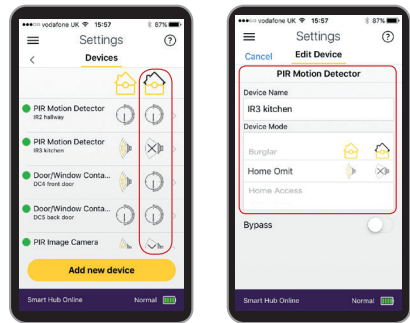 vodafone UK 15:57 87%
Settings
?
Devices
PIR Motion Detector
IR2 hallway
PIR Motion Detector
IR3 kitchen
Door/Window Conta...
DC4 front door
Door/Window Conta...
DC5 back door
PIR Image Camera
Add new device
Smart Hub Online Normal
vodafone UK 15:57 87%
Settings
?
Cancel Edit Device
PIR Motion Detector
Device Name
IR3 kitchen
Device Mode
Burglar
Home Omit
Home Access
Bypass
Smart Hub Online Normal